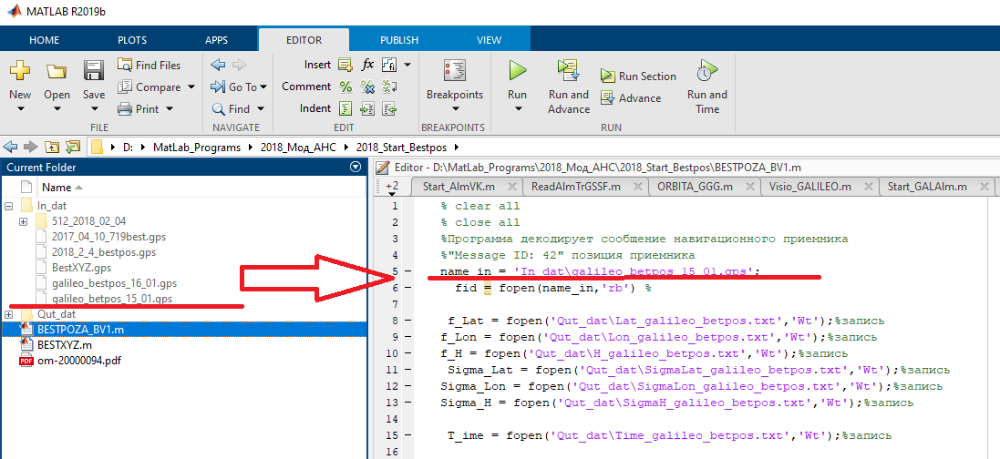 MATLAB R2019b
HOME PLOTS APPS EDITOR PUBLISH VIEW
New Open Save Find Files Compare Print
Go To Find
Insert fx
Comment
Indent
Breakpoints
Run Run and Advance Run Section Advance Run and Time
FILE NAVIGATE EDIT BREAKPOINTS RUN
D: MatLab_Programs 2018_Мод_АНС 2018_Start_Bestpos
Current Folder
Name
In_dat
512_2018_02_04
2017_04_10_719best.gps
2018_2_4_bestpos.gps
BestXYZ.gps
galileo_bestpos_16_01.gps
galileo_betpos_15_01.gps
Qut_dat
BESTPOZA_BV1.m
BESTXYZ.m
om-20000094.pdf
Editor - D:\MatLab_Programs\2018_Мод_АНС\2018_Start_Bestpos\BESTPOZA_BV1.m
+2 Start_AlmVK.m ReadAlmTrGSSF.m ORBITA_GGG.m Visio_GALILEO.m Start_GALAlm.m
1 % clear all
2 % close all
3 %Программа декодирует сообщение навигационного приемника
4 %"Message ID: 42" позиция приемника
5 – name_in = 'In_dat\galileo_betpos_15_01.gps';
6 – fid = fopen(name_in,'rb') %
7
8 – f_Lat = fopen('Qut_dat\Lat_galileo_betpos.txt','Wt');%запись
9 – f_Lon = fopen('Qut_dat\Lon_galileo_betpos.txt','Wt');%запись
10 – f_H = fopen('Qut_dat\H_galileo_betpos.txt','Wt');%запись
11 – Sigma_Lat = fopen('Qut_dat\SigmaLat_galileo_betpos.txt','Wt');%запись
12 – Sigma_Lon = fopen('Qut_dat\SigmaLon_galileo_betpos.txt','Wt');%запись
13 – Sigma_H = fopen('Qut_dat\SigmaH_galileo_betpos.txt','Wt');%запись
14
15 – T_ime = fopen('Qut_dat\Time_galileo_betpos.txt','Wt');%запись
16